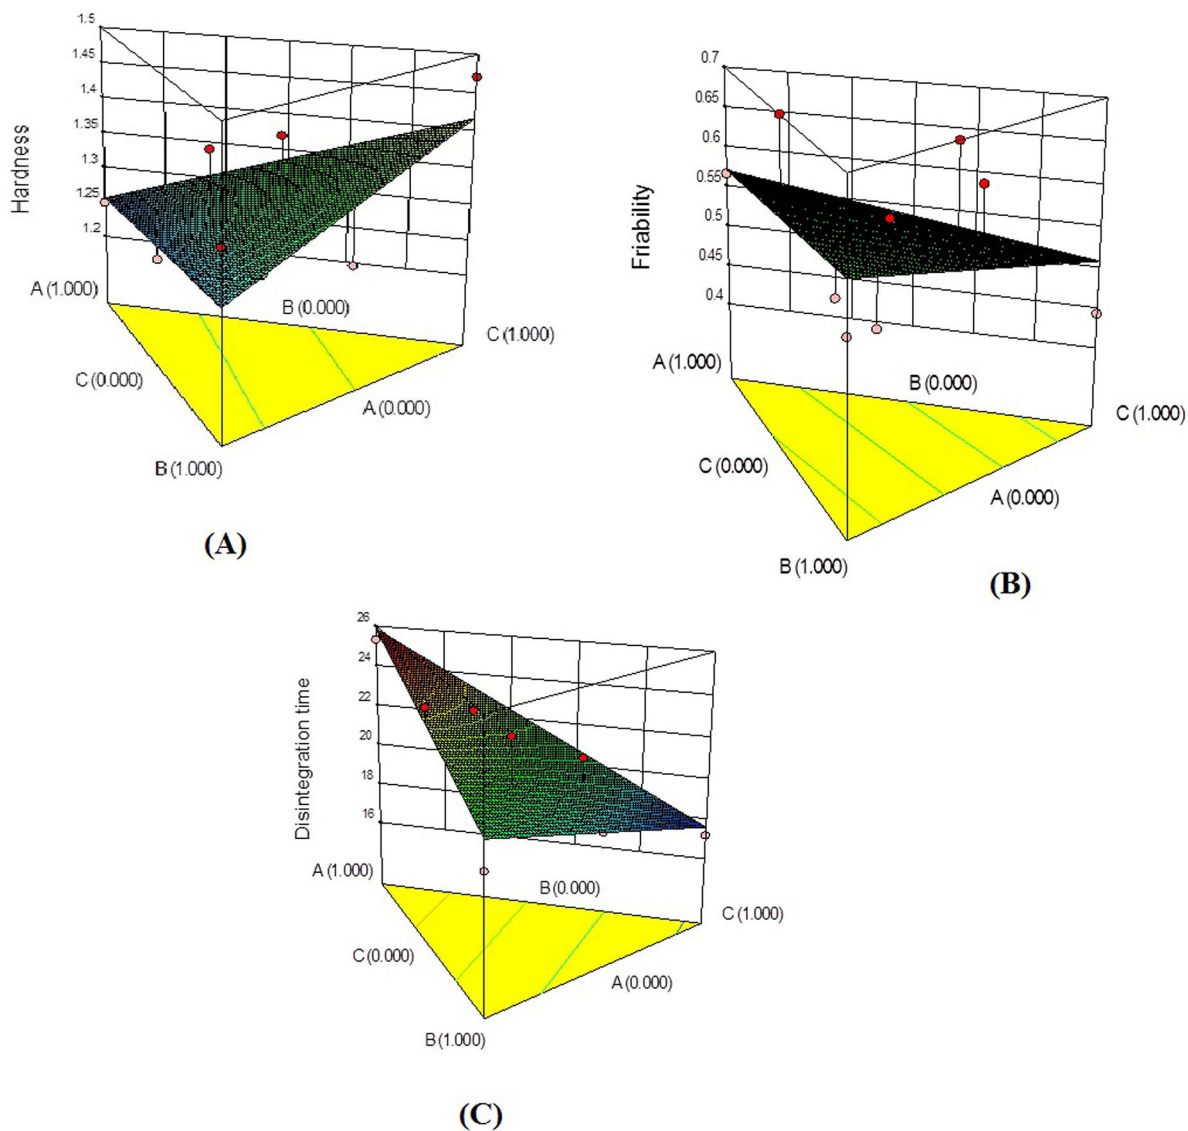 1.5
1.45
1.4
1.35
1.3
1.25
1.2
Hardness
A (1.000)
B (0.000)
C (1.000)
C (0.000)
A (0.000)
B (1.000)
(A)
0.7
0.65
0.6
0.55
0.5
0.45
0.4
Friability
A (1.000)
B (0.000)
C (1.000)
C (0.000)
A (0.000)
B (1.000)
(B)
26
24
22
20
18
16
Disintegration time
A (1.000)
B (0.000)
C (1.000)
C (0.000)
A (0.000)
B (1.000)
(C)